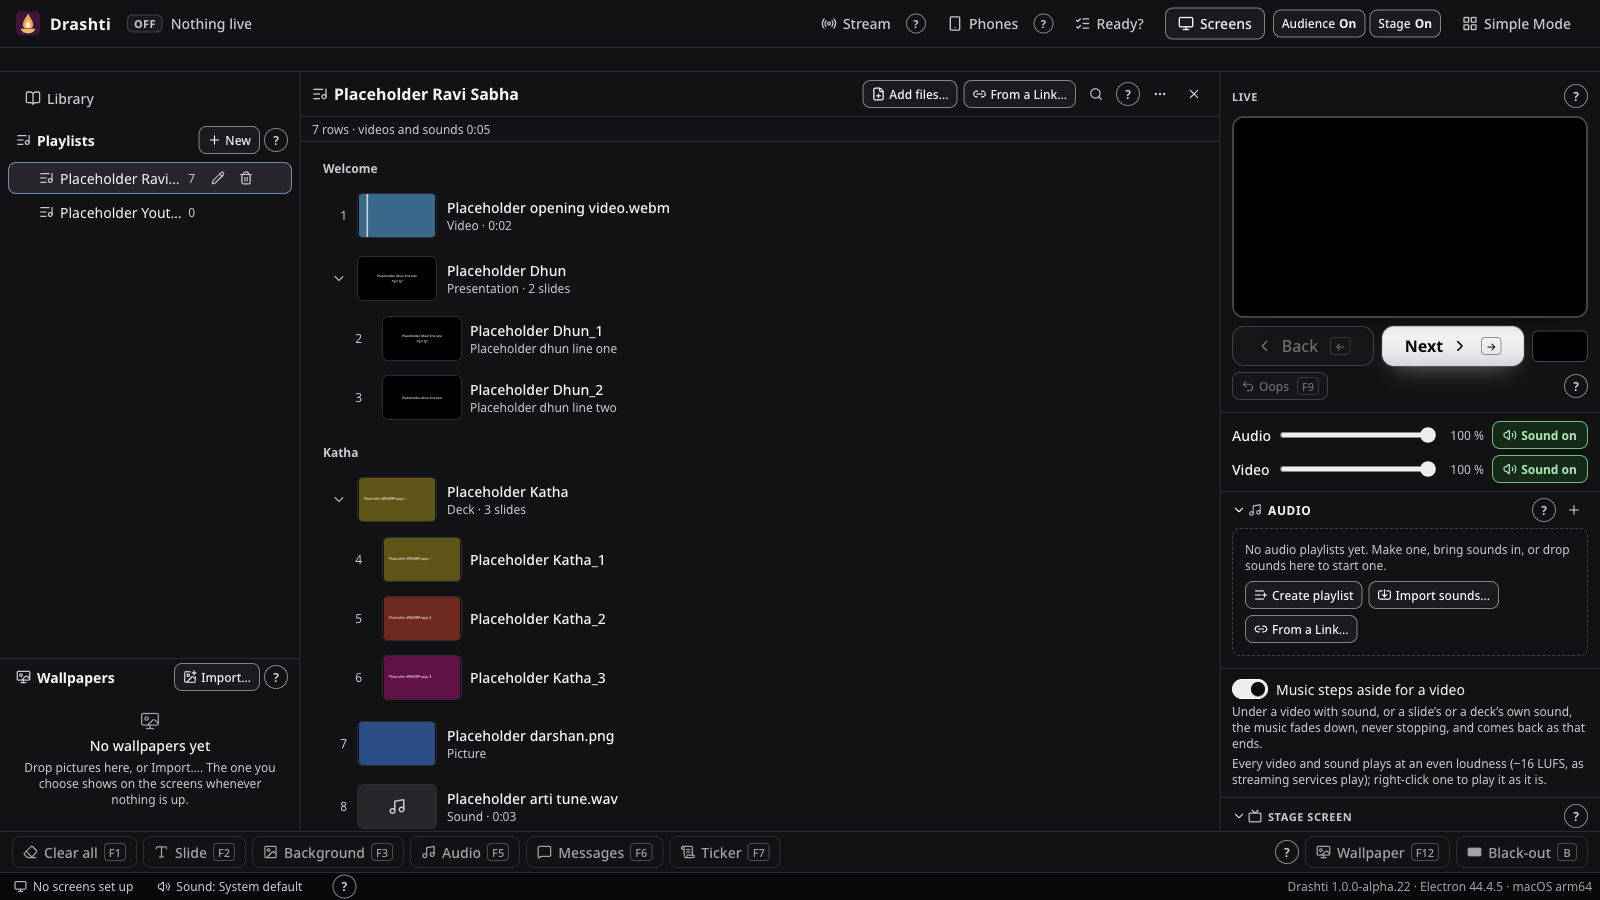 Drashti
OFF
Nothing live
Stream
?
Phones
?
Ready?
Screens
Audience On
Stage On
Simple Mode
Library
Playlists
New
?
Placeholder Ravi... 7
Placeholder Yout... 0
Wallpapers
Import...
?
No wallpapers yet
Drop pictures here, or Import.... The one you
choose shows on the screens whenever
nothing is up.
Placeholder Ravi Sabha
Add files...
From a Link...
?
7 rows · videos and sounds 0:05
Welcome
1
Placeholder opening video.webm
Video · 0:02
Placeholder dhun line one
Placeholder Dhun
Presentation · 2 slides
2
Placeholder dhun line one
Placeholder Dhun_1
Placeholder dhun line one
3
Placeholder dhun line two
Placeholder Dhun_2
Placeholder dhun line two
Katha
Placeholder Katha
Deck · 3 slides
4
Placeholder Katha_1
5
Placeholder Katha_2
6
Placeholder Katha_3
7
Placeholder darshan.png
Picture
8
Placeholder arti tune.wav
Sound · 0:03
LIVE
?
Back
Next
Oops F9
?
Audio 100 % Sound on
Video 100 % Sound on
AUDIO
?
No audio playlists yet. Make one, bring sounds in, or drop
sounds here to start one.
Create playlist
Import sounds...
From a Link...
Music steps aside for a video
Under a video with sound, or a slide’s or a deck’s own sound,
the music fades down, never stopping, and comes back as that
ends.
Every video and sound plays at an even loudness (−16 LUFS, as
streaming services play); right-click one to play it as it is.
STAGE SCREEN
?
Clear all F1
Slide F2
Background F3
Audio F5
Messages F6
Ticker F7
?
Wallpaper F12
Black-out B
No screens set up
Sound: System default
?
Drashti 1.0.0-alpha.22 · Electron 44.4.5 · macOS arm64